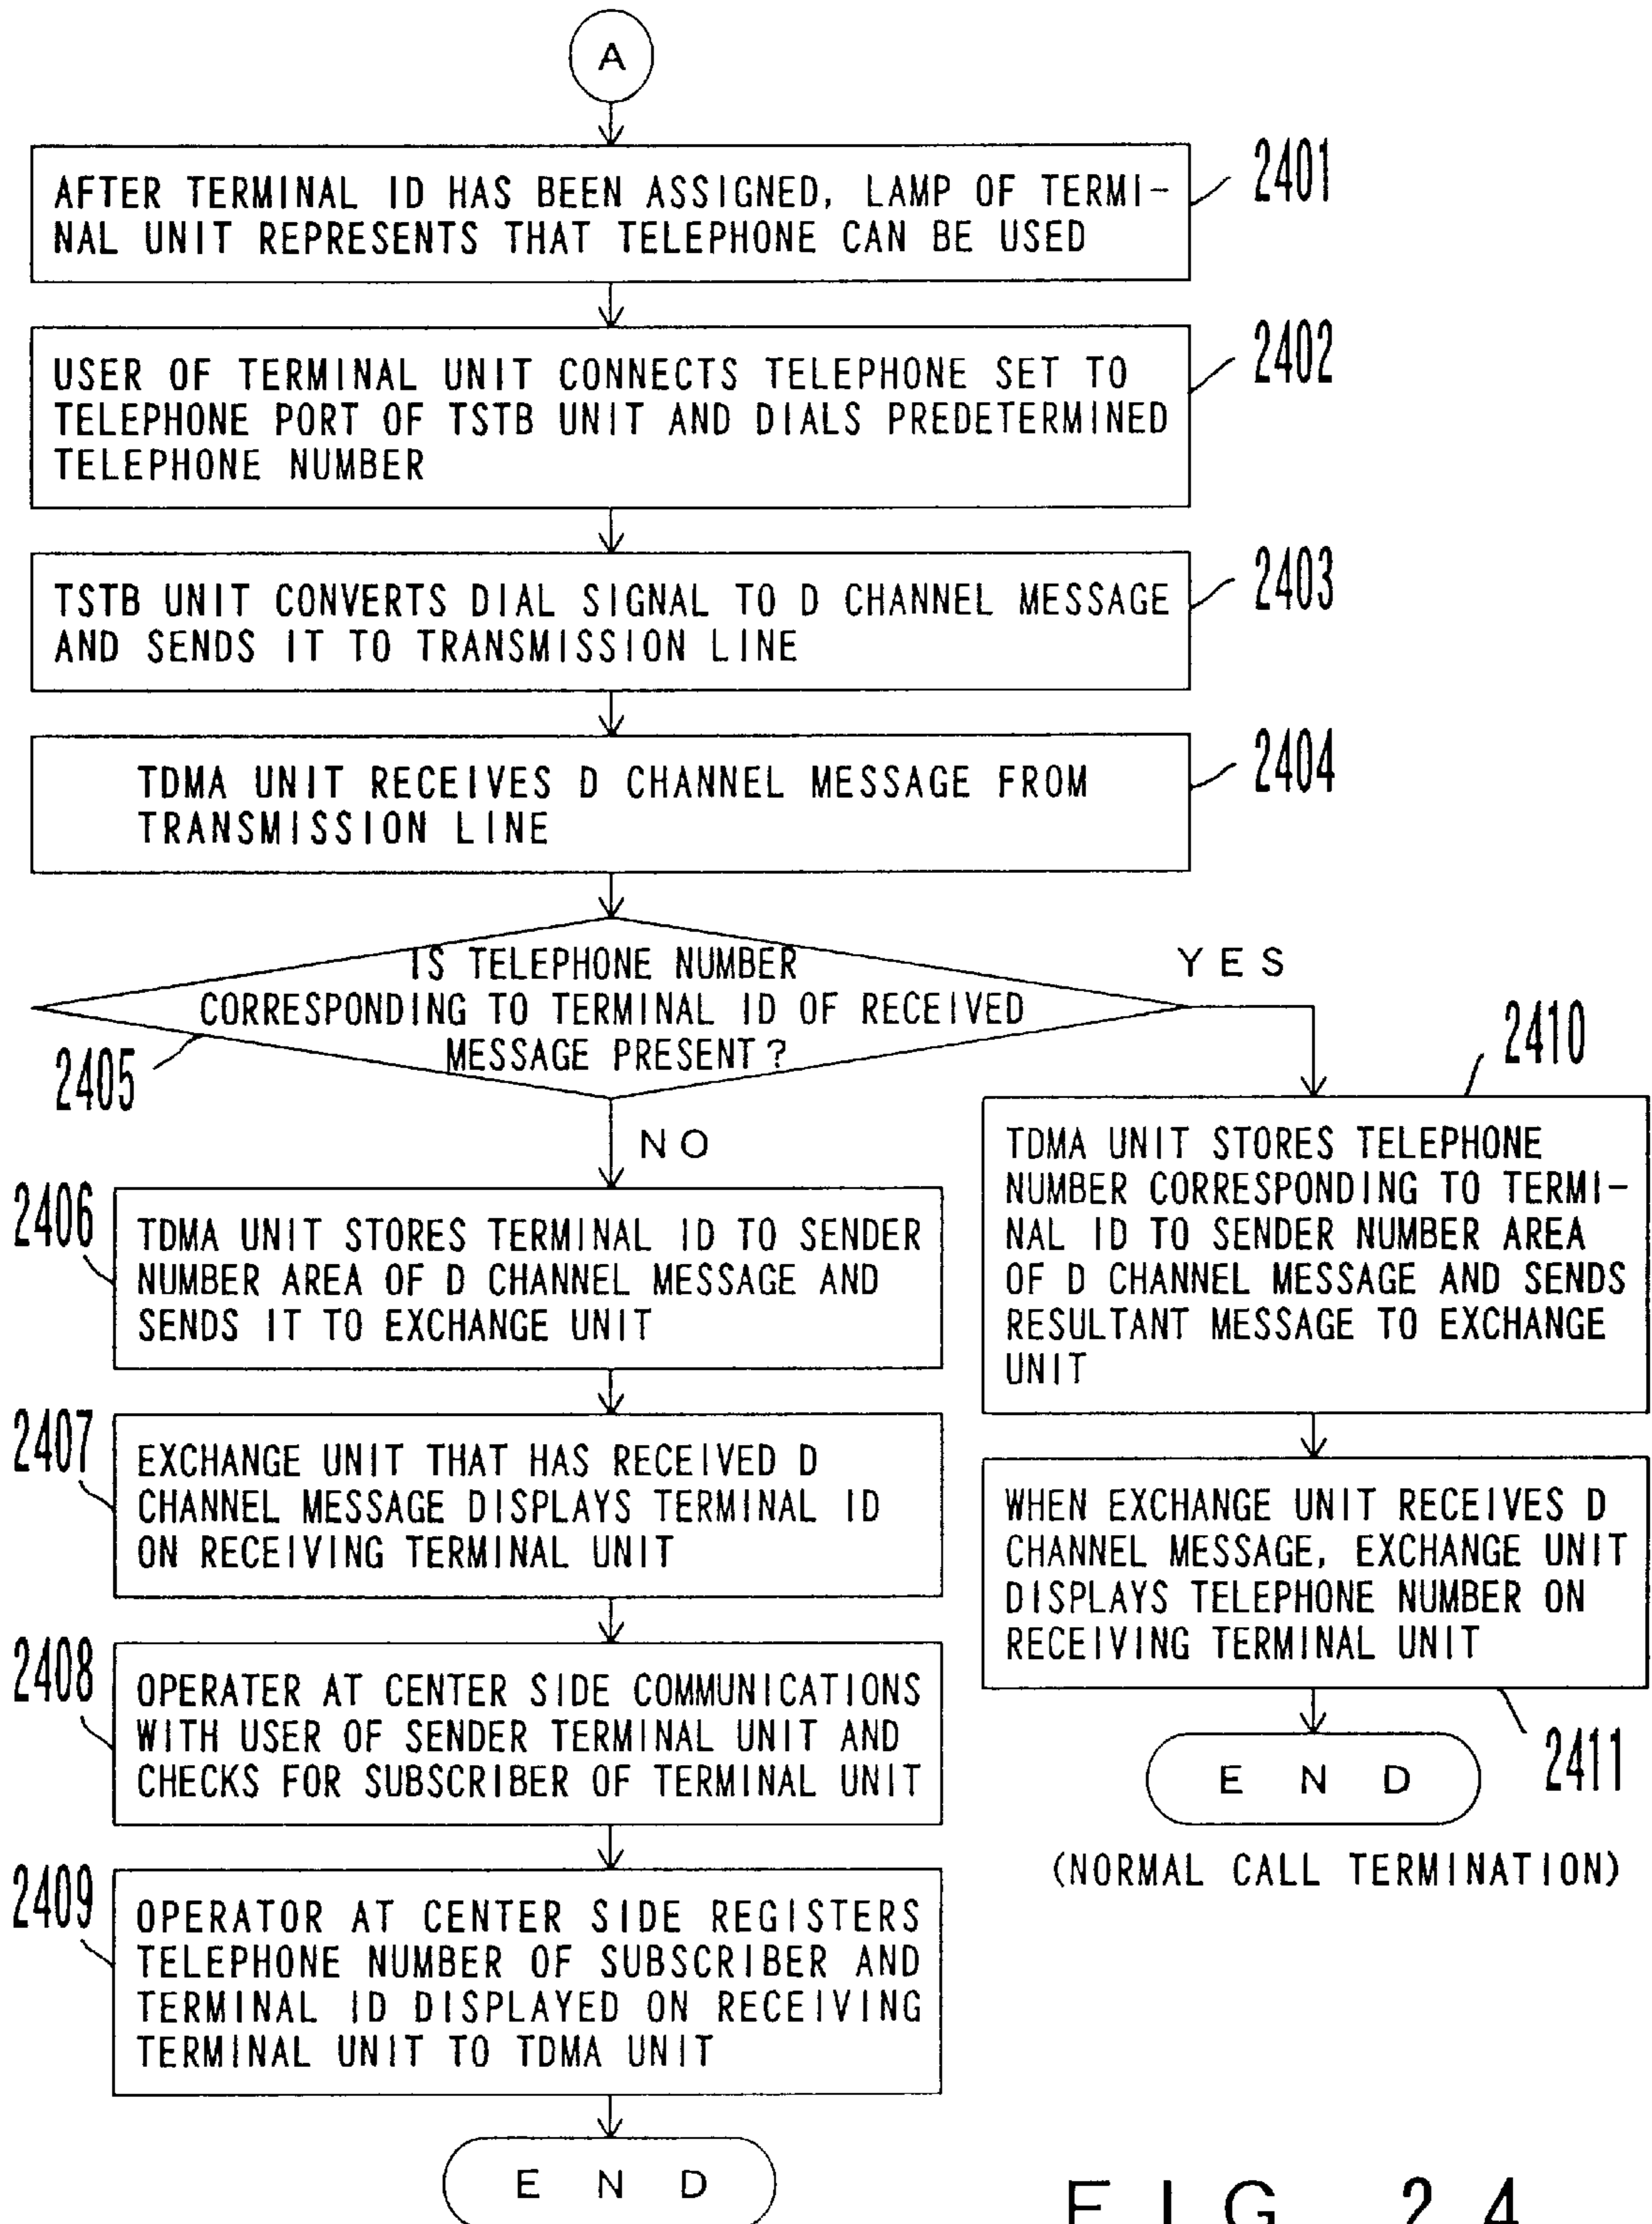 A
2401
AFTER TERMINAL ID HAS BEEN ASSIGNED, LAMP OF TERMI-
NAL UNIT REPRESENTS THAT TELEPHONE CAN BE USED
2402
USER OF TERMINAL UNIT CONNECTS TELEPHONE SET TO
TELEPHONE PORT OF TSTB UNIT AND DIALS PREDETERMINED
TELEPHONE NUMBER
2403
TSTB UNIT CONVERTS DIAL SIGNAL TO D CHANNEL MESSAGE
AND SENDS IT TO TRANSMISSION LINE
2404
TDMA UNIT RECEIVES D CHANNEL MESSAGE FROM
TRANSMISSION LINE
IS TELEPHONE NUMBER
CORRESPONDING TO TERMINAL ID OF RECEIVED
MESSAGE PRESENT?
2405
YES
NO
2406
TDMA UNIT STORES TERMINAL ID TO SENDER
NUMBER AREA OF D CHANNEL MESSAGE AND
SENDS IT TO EXCHANGE UNIT
2407
EXCHANGE UNIT THAT HAS RECEIVED D
CHANNEL MESSAGE DISPLAYS TERMINAL ID
ON RECEIVING TERMINAL UNIT
2408
OPERATER AT CENTER SIDE COMMUNICATIONS
WITH USER OF SENDER TERMINAL UNIT AND
CHECKS FOR SUBSCRIBER OF TERMINAL UNIT
2409
OPERATOR AT CENTER SIDE REGISTERS
TELEPHONE NUMBER OF SUBSCRIBER AND
TERMINAL ID DISPLAYED ON RECEIVING
TERMINAL UNIT TO TDMA UNIT
END
2410
TDMA UNIT STORES TELEPHONE
NUMBER CORRESPONDING TO TERMI-
NAL ID TO SENDER NUMBER AREA
OF D CHANNEL MESSAGE AND SENDS
RESULTANT MESSAGE TO EXCHANGE
UNIT
WHEN EXCHANGE UNIT RECEIVES D
CHANNEL MESSAGE, EXCHANGE UNIT
DISPLAYS TELEPHONE NUMBER ON
RECEIVING TERMINAL UNIT
2411
END
(NORMAL CALL TERMINATION)
FIG. 24